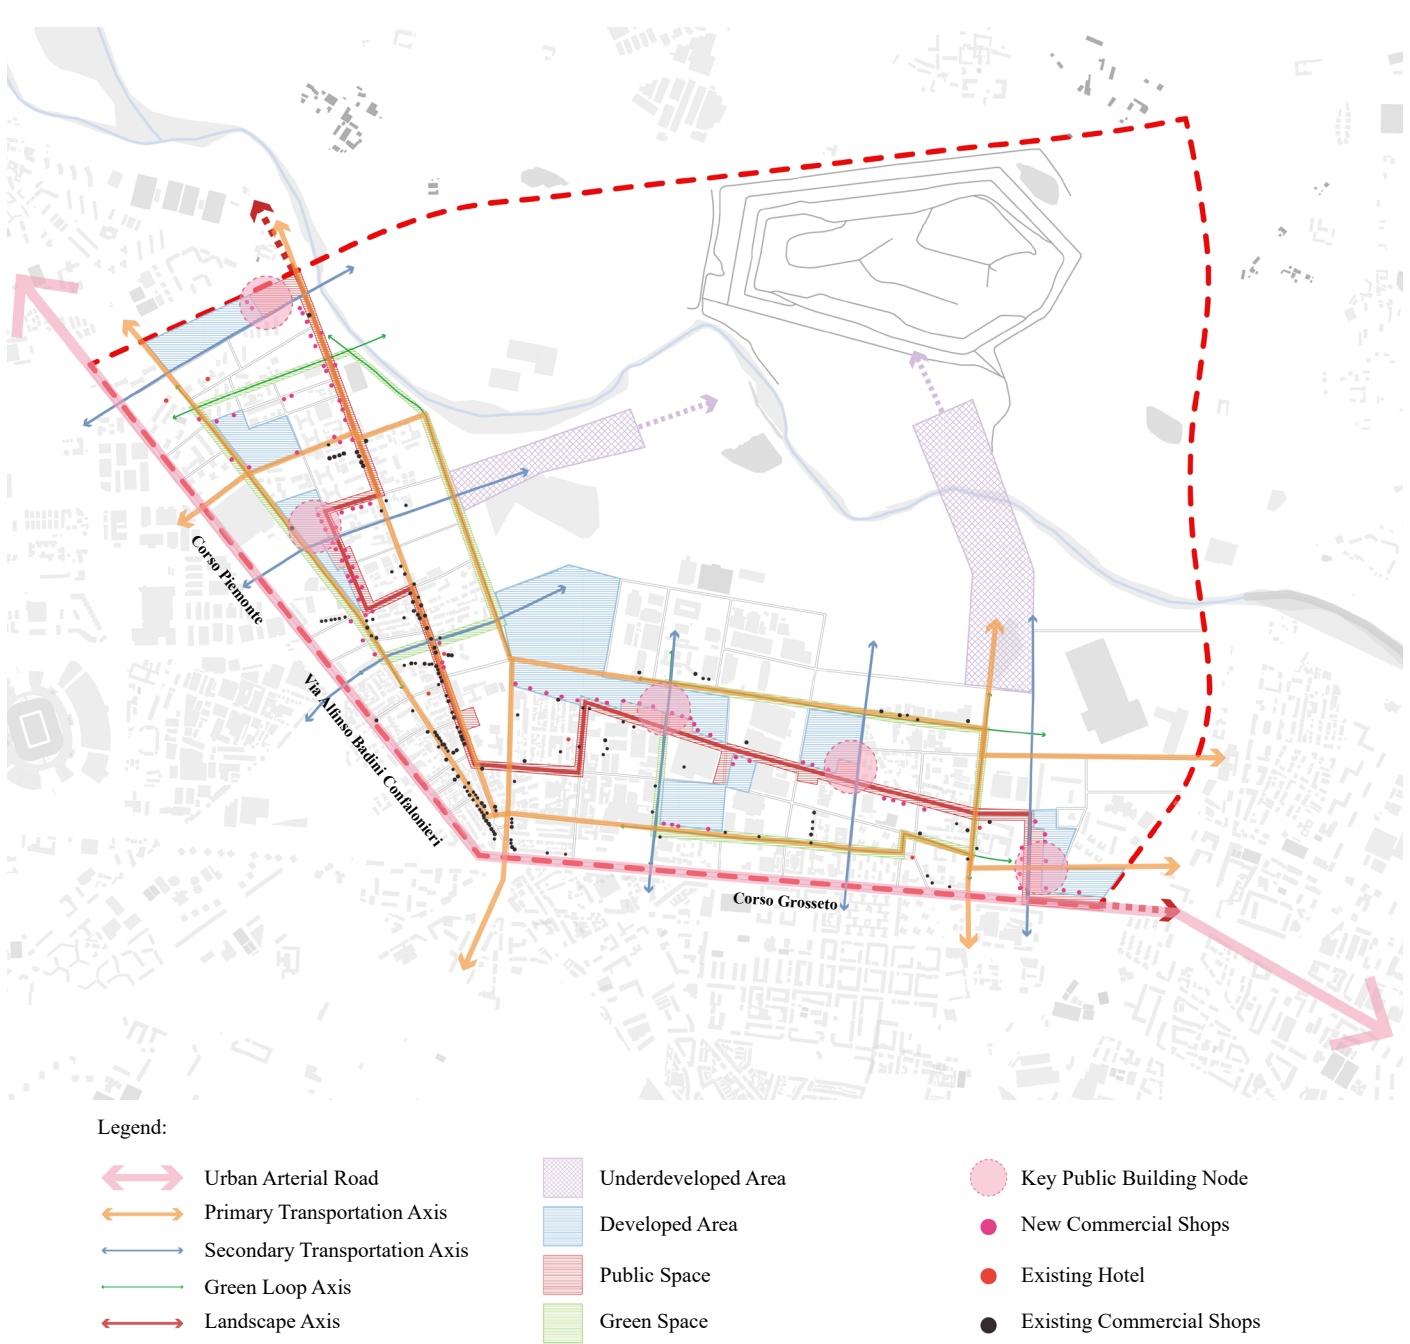 Corso Piemonte
Via Alfinso Badini Confalonieri
Corso Grosseto
Legend:
Urban Arterial Road
Primary Transportation Axis
Secondary Transportation Axis
Green Loop Axis
Landscape Axis
Underdeveloped Area
Developed Area
Public Space
Green Space
Key Public Building Node
New Commercial Shops
Existing Hotel
Existing Commercial Shops